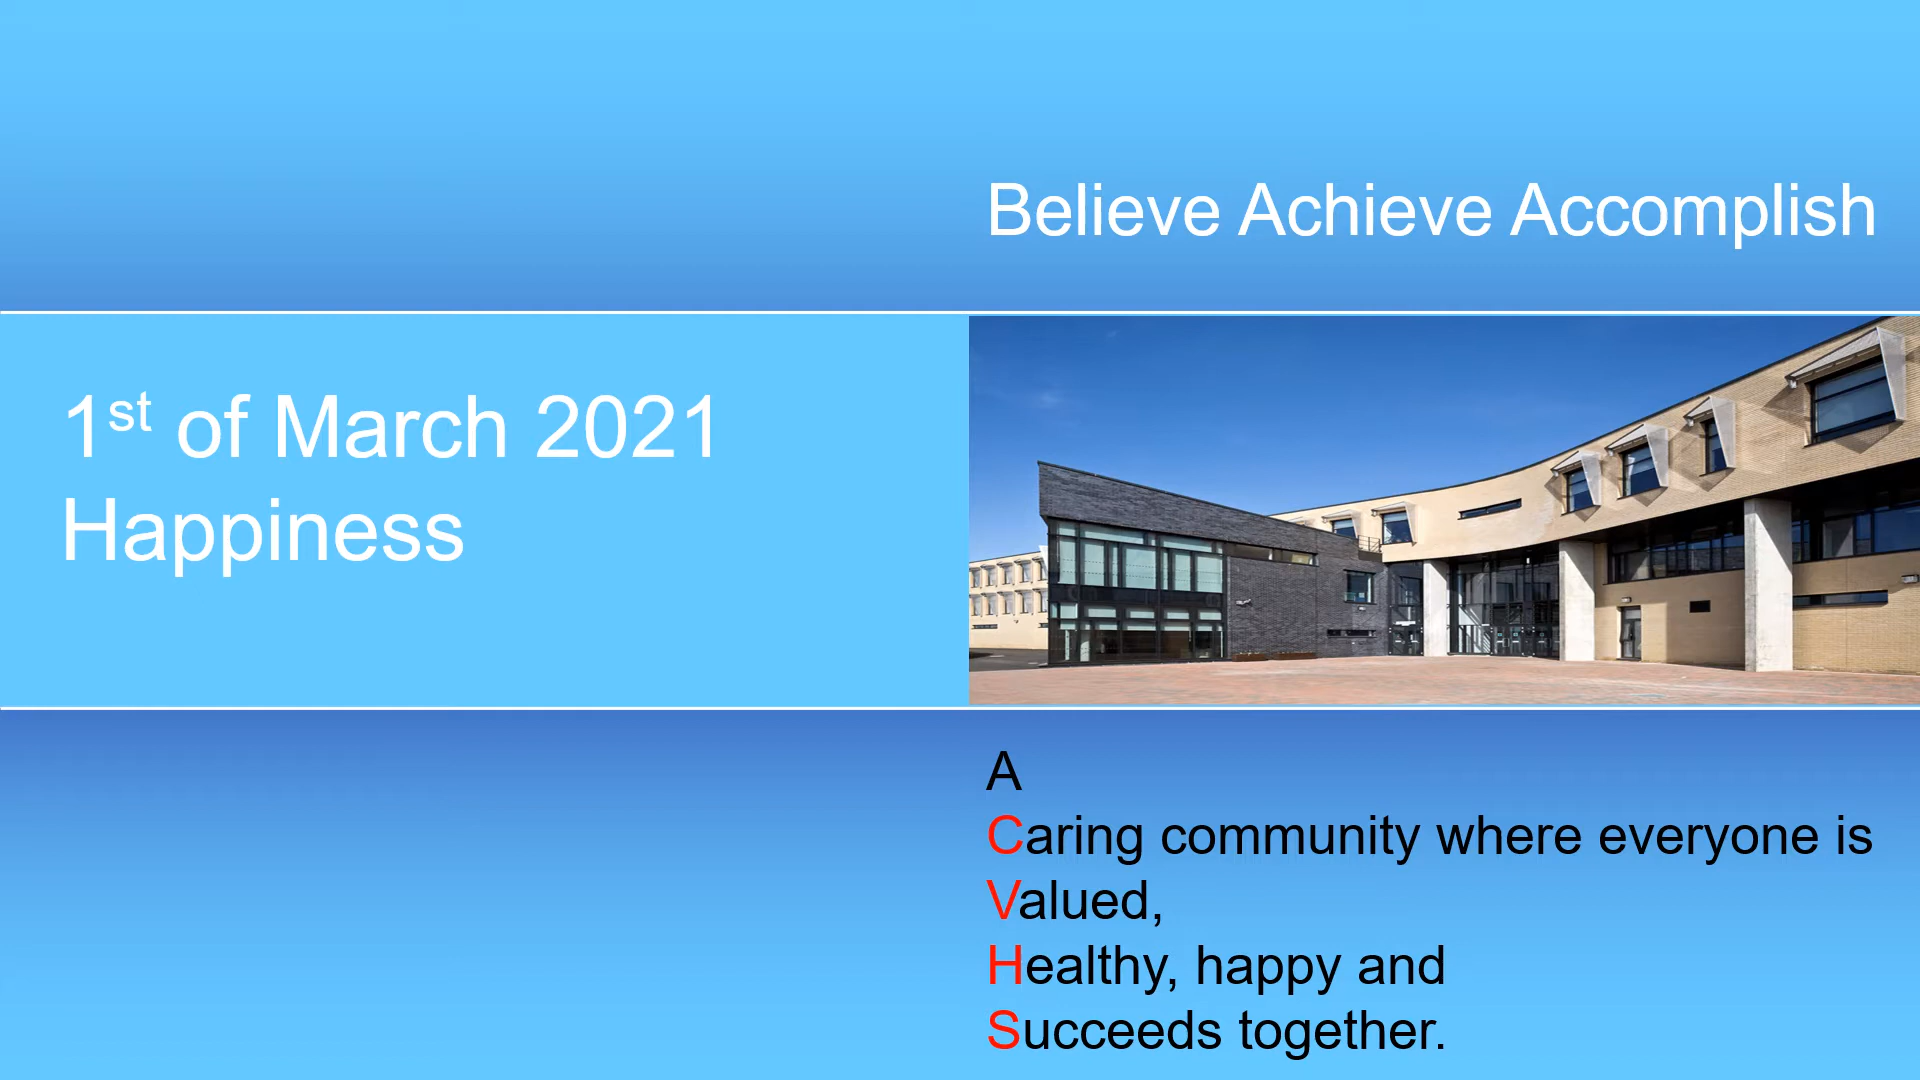 Believe Achieve Accomplish
1st of March 2021
Happiness
A
Caring community where everyone is
Valued,
Healthy, happy and
Succeeds together.